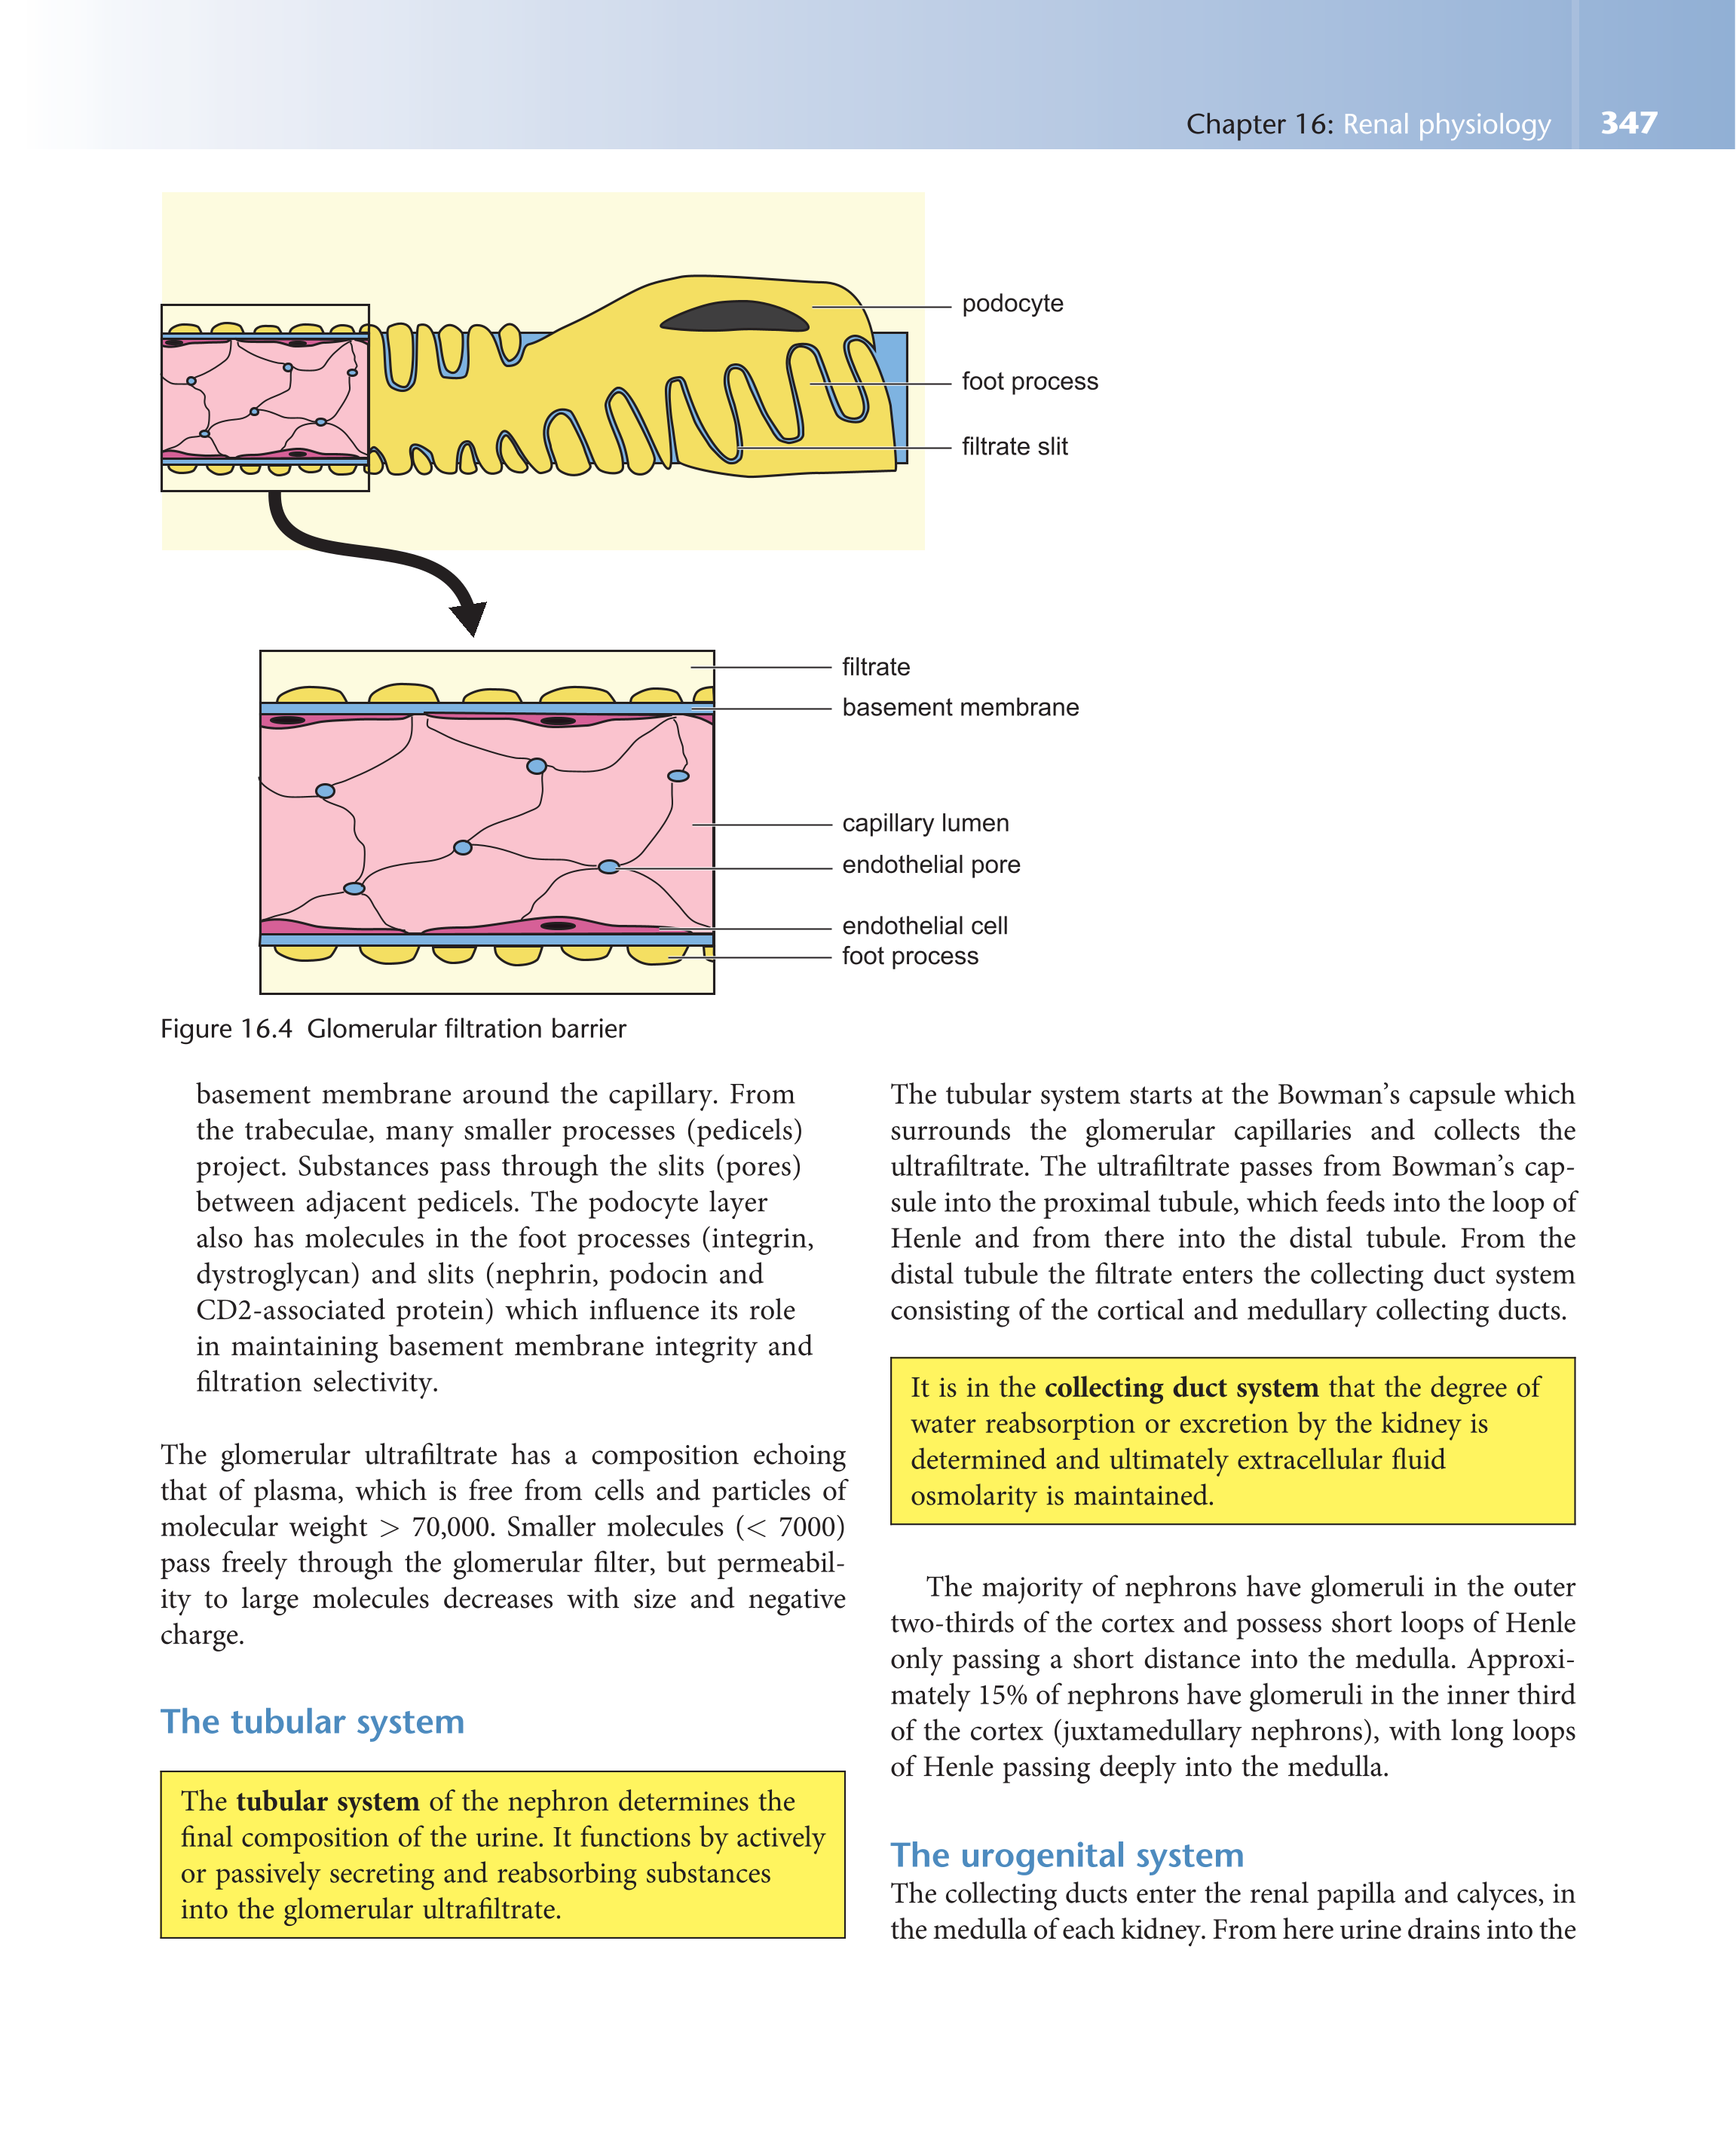 Chapter 16: Renal physiology 347
podocyte
foot process
filtrate slit
filtrate
basement membrane
capillary lumen
endothelial pore
endothelial cell
foot process
Figure 16.4 Glomerular filtration barrier
basement membrane around the capillary. From
the trabeculae, many smaller processes (pedicels)
project. Substances pass through the slits (pores)
between adjacent pedicels. The podocyte layer
also has molecules in the foot processes (integrin,
dystroglycan) and slits (nephrin, podocin and
CD2-associated protein) which influence its role
in maintaining basement membrane integrity and
filtration selectivity.
The glomerular ultrafiltrate has a composition echoing
that of plasma, which is free from cells and particles of
molecular weight > 70,000. Smaller molecules (< 7000)
pass freely through the glomerular filter, but permeabil-
ity to large molecules decreases with size and negative
charge.
The tubular system
The tubular system of the nephron determines the
final composition of the urine. It functions by actively
or passively secreting and reabsorbing substances
into the glomerular ultrafiltrate.
The tubular system starts at the Bowman's capsule which
surrounds the glomerular capillaries and collects the
ultrafiltrate. The ultrafiltrate passes from Bowman's cap-
sule into the proximal tubule, which feeds into the loop of
Henle and from there into the distal tubule. From the
distal tubule the filtrate enters the collecting duct system
consisting of the cortical and medullary collecting ducts.
It is in the collecting duct system that the degree of
water reabsorption or excretion by the kidney is
determined and ultimately extracellular fluid
osmolarity is maintained.
The majority of nephrons have glomeruli in the outer
two-thirds of the cortex and possess short loops of Henle
only passing a short distance into the medulla. Approxi-
mately 15% of nephrons have glomeruli in the inner third
of the cortex (juxtamedullary nephrons), with long loops
of Henle passing deeply into the medulla.
The urogenital system
The collecting ducts enter the renal papilla and calyces, in
the medulla of each kidney. From here urine drains into the